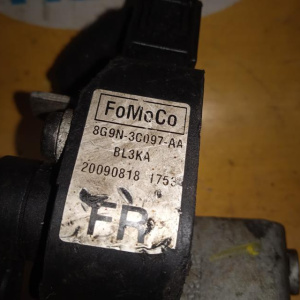 FoMoCo
8G9N-3C097-AA
BL3KA
20090818 1753
FR